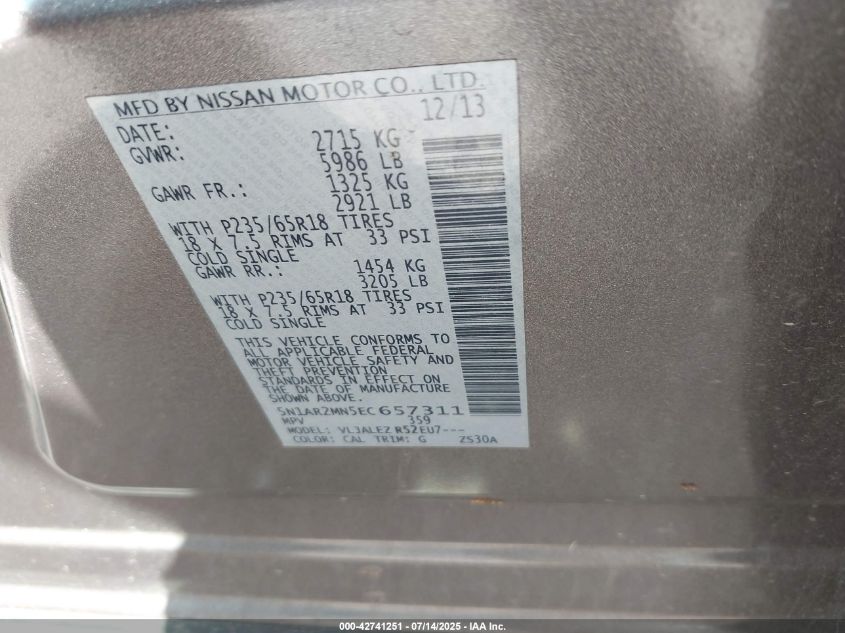 MFD BY NISSAN MOTOR CO., LTD.
DATE: 12/13
GVWR: 2715 KG
5986 LB
GAWR FR.: 1325 KG
2921 LB
WITH P235/65R18 TIRES
18 X 7.5 RIMS AT 33 PSI
COLD SINGLE
GAWR RR.: 1454 KG
3205 LB
WITH P235/65R18 TIRES
18 X 7.5 RIMS AT 33 PSI
COLD SINGLE
THIS VEHICLE CONFORMS TO
ALL APPLICABLE FEDERAL
MOTOR VEHICLE SAFETY AND
THEFT PREVENTION
STANDARDS IN EFFECT ON
THE DATE OF MANUFACTURE
SHOWN ABOVE.
5N1AR2MN5EC657311
MPV 359
MODEL: VL3ALEZ R52EU7---
COLOR: CAL TRIM: G ZS30A
000-42741251 - 07/14/2025 - IAA Inc.